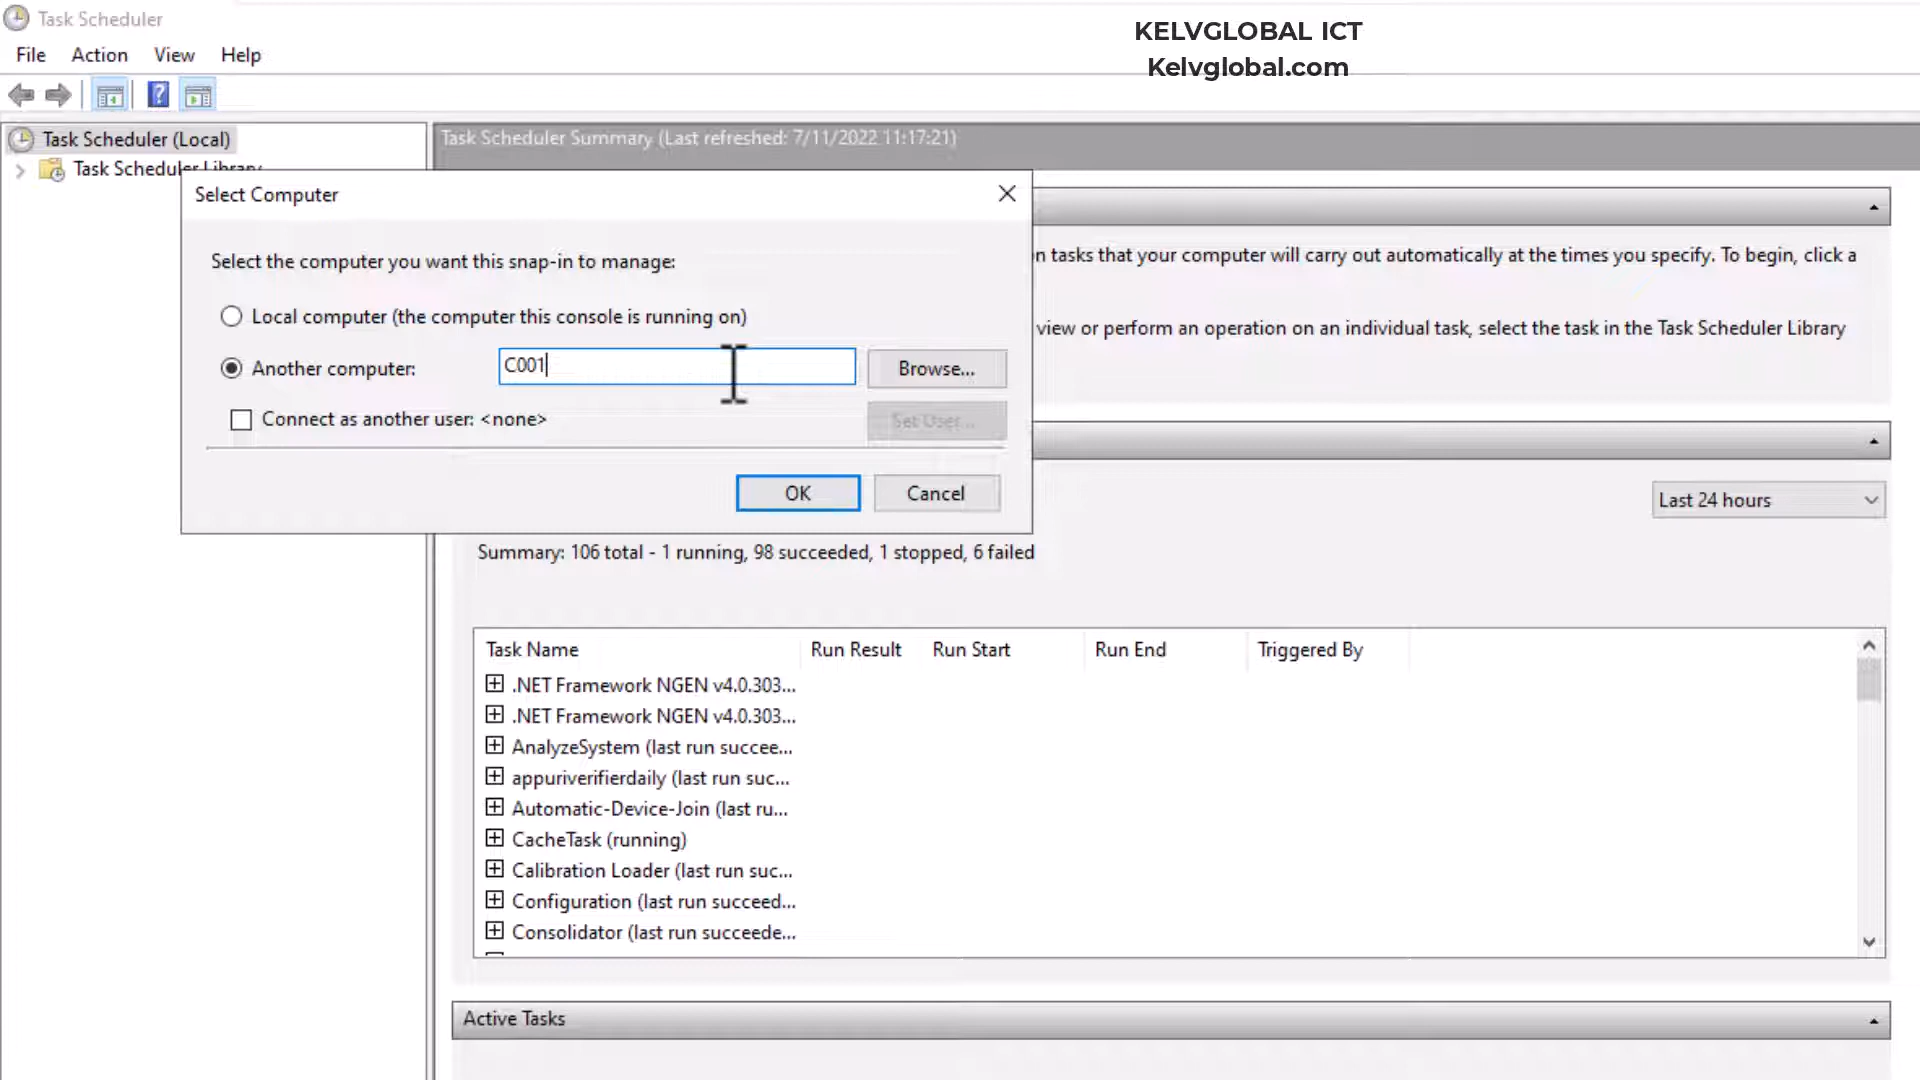 Task Scheduler
KELVGLOBAL ICT
Kelvglobal.com
File Action View Help
Task Scheduler (Local)
Task Scheduler Library
Task Scheduler Summary (Last refreshed: 7/11/2022 11:17:21)
Select Computer
Select the computer you want this snap-in to manage:
Local computer (the computer this console is running on)
Another computer: C001 Browse...
Connect as another user: <none> Set User...
OK Cancel
n tasks that your computer will carry out automatically at the times you specify. To begin, click a
view or perform an operation on an individual task, select the task in the Task Scheduler Library
Last 24 hours
Summary: 106 total - 1 running, 98 succeeded, 1 stopped, 6 failed
Task Name Run Result Run Start Run End Triggered By
.NET Framework NGEN v4.0.303...
.NET Framework NGEN v4.0.303...
AnalyzeSystem (last run succee...
appuriverifierdaily (last run suc...
Automatic-Device-Join (last ru...
CacheTask (running)
Calibration Loader (last run suc...
Configuration (last run succeed...
Consolidator (last run succeede...
Active Tasks